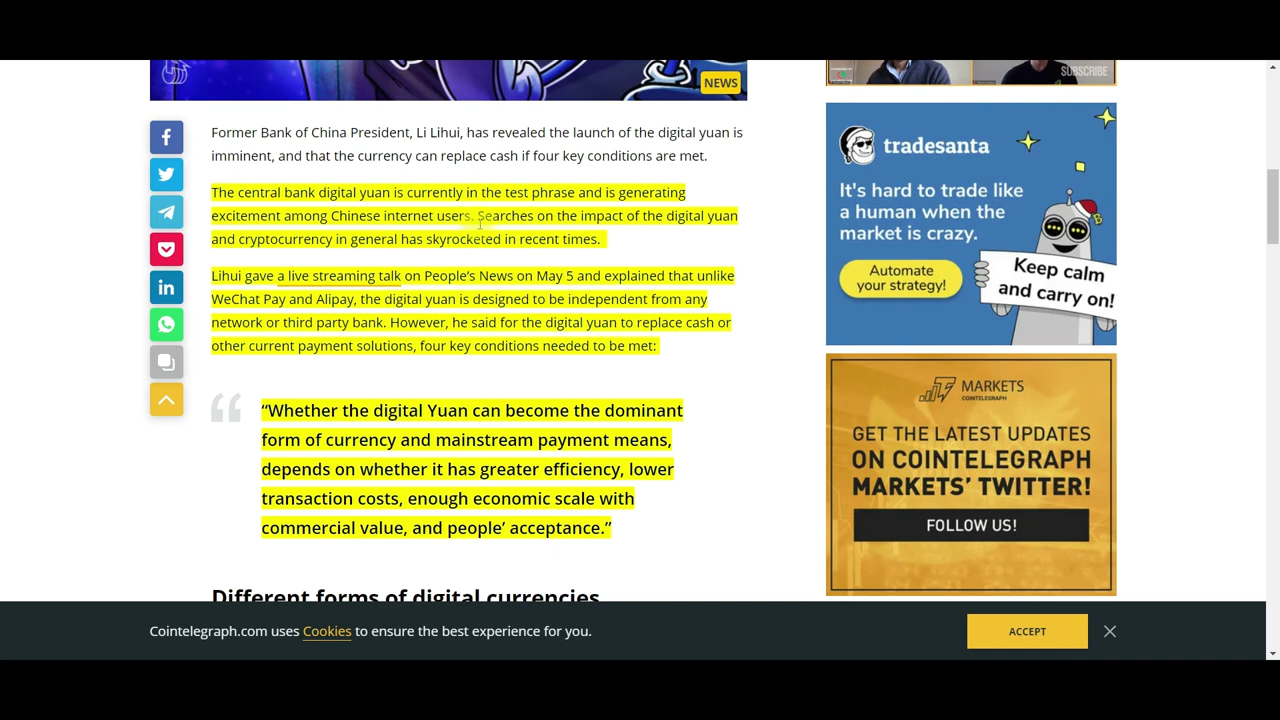 NEWS
SUBSCRIBE
Former Bank of China President, Li Lihui, has revealed the launch of the digital yuan is
imminent, and that the currency can replace cash if four key conditions are met.
The central bank digital yuan is currently in the test phrase and is generating
excitement among Chinese internet users. Searches on the impact of the digital yuan
and cryptocurrency in general has skyrocketed in recent times.
Lihui gave a live streaming talk on People’s News on May 5 and explained that unlike
WeChat Pay and Alipay, the digital yuan is designed to be independent from any
network or third party bank. However, he said for the digital yuan to replace cash or
other current payment solutions, four key conditions needed to be met:
“Whether the digital Yuan can become the dominant
form of currency and mainstream payment means,
depends on whether it has greater efficiency, lower
transaction costs, enough economic scale with
commercial value, and people’ acceptance.”
Different forms of digital currencies
tradesanta
It's hard to trade like
a human when the
market is crazy.
Automate
your strategy!
Keep calm
and carry on!
MARKETS
COINTELEGRAPH
GET THE LATEST UPDATES
ON COINTELEGRAPH
MARKETS’ TWITTER!
FOLLOW US!
Cointelegraph.com uses Cookies to ensure the best experience for you.
ACCEPT